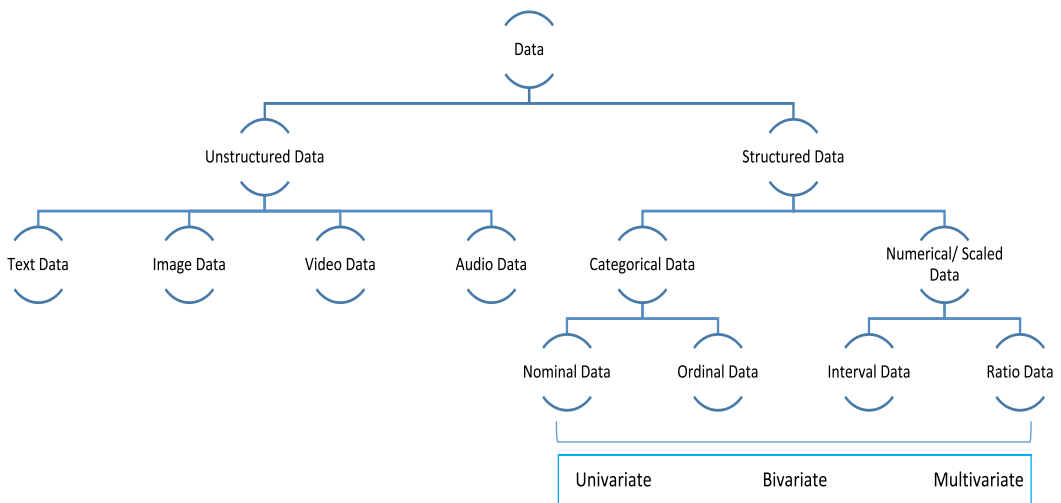 Data
Unstructured Data
Structured Data
Text Data
Image Data
Video Data
Audio Data
Categorical Data
Numerical/ Scaled
Data
Nominal Data
Ordinal Data
Interval Data
Ratio Data
Univariate
Bivariate
Multivariate